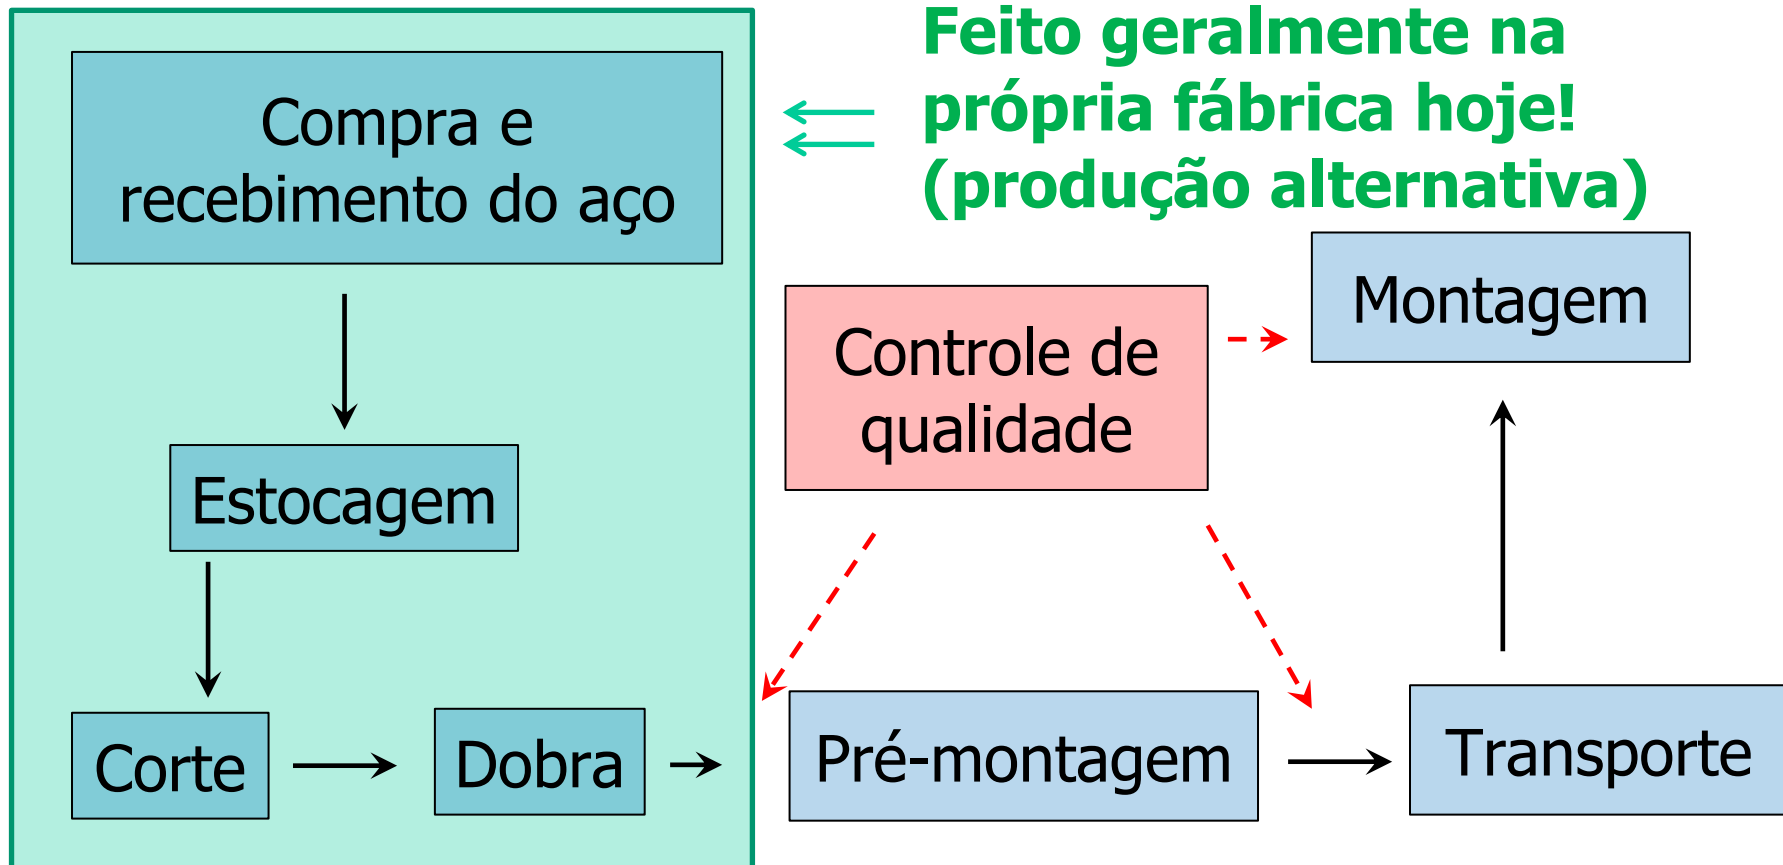 Feito geralmente na
própria fábrica hoje!
(produção alternativa)
Compra e
recebimento do aço
Estocagem
Corte
Dobra
Controle de
qualidade
Pré-montagem
Transporte
Montagem